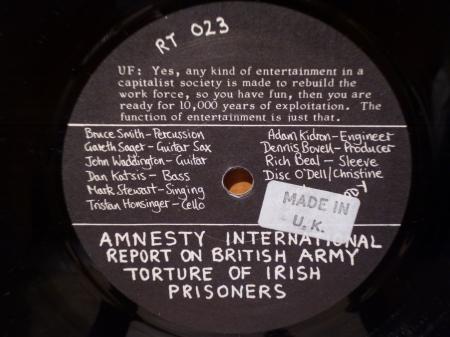 RT 023
UF: Yes, any kind of entertainment in a
capitalist society is made to rebuild the
work force, so you have fun, then you are
ready for 10,000 years of exploitation. The
function of entertainment is just that.
Bruce Smith - Percussion
Gareth Sager - Guitar Sax
John Waddington - Guitar
Dan Katsis - Bass
Mark Stewart - Singing
Tristan Honsinger - Cello
Adam Kidron - Engineer
Dennis Bovell - Producer
Rich Beal - Sleeve
Disc O'Dell/Christine
MADE IN
U.K.
AMNESTY INTERNATIONAL
REPORT ON BRITISH ARMY
TORTURE OF IRISH
PRISONERS